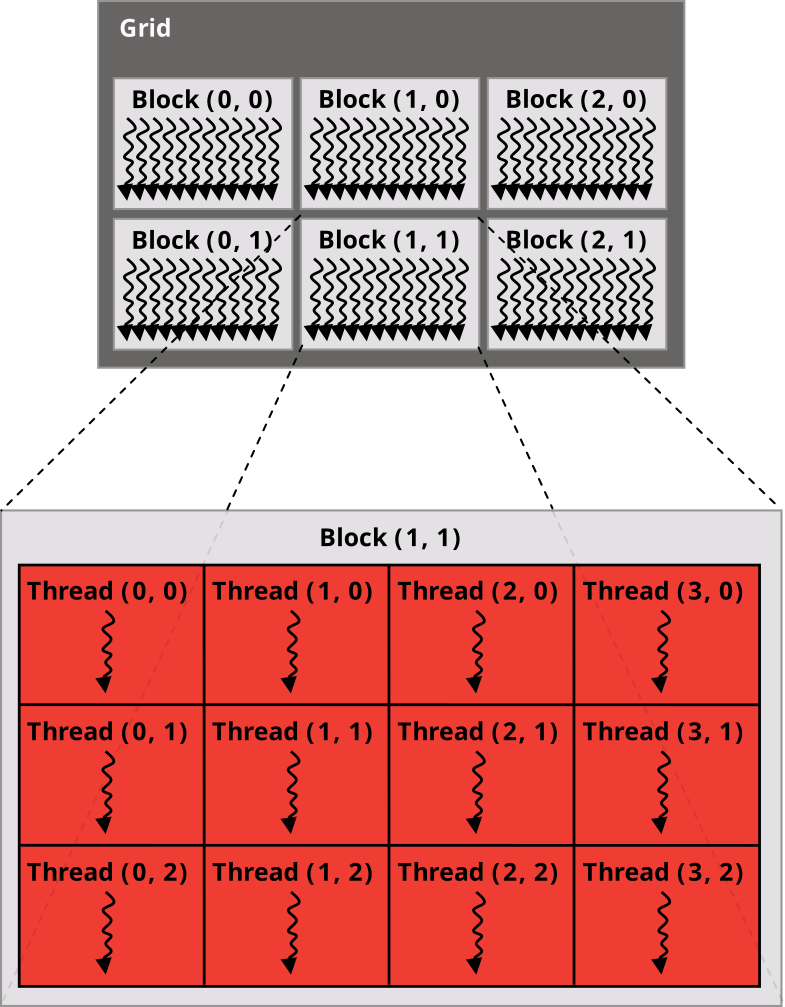 Grid
Block (0, 0) Block (1, 0) Block (2, 0)
Block (0, 1) Block (1, 1) Block (2, 1)
Block (1, 1)
Thread (0, 0) Thread (1, 0) Thread (2, 0) Thread (3, 0)
Thread (0, 1) Thread (1, 1) Thread (2, 1) Thread (3, 1)
Thread (0, 2) Thread (1, 2) Thread (2, 2) Thread (3, 2)